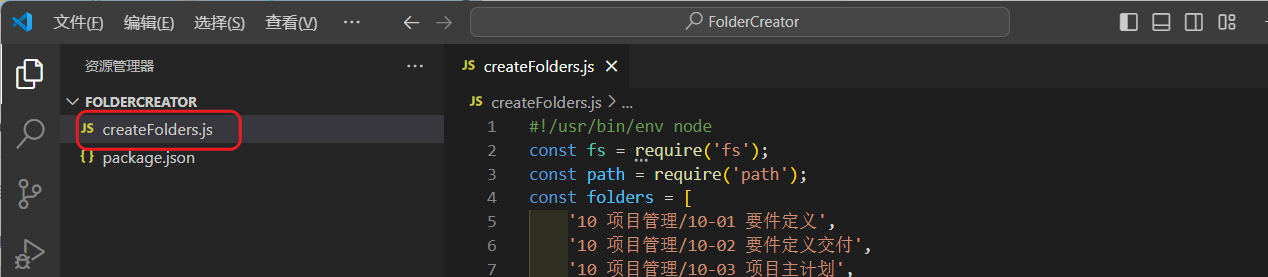 文件(F) 编辑(E) 选择(S) 查看(V) ··· FolderCreator
资源管理器 ···
JS createFolders.js
FOLDERCREATOR
JS createFolders.js
{} package.json
JS createFolders.js > ...
1 #!/usr/bin/env node
2 const fs = require('fs');
3 const path = require('path');
4 const folders = [
5 '10 项目管理/10-01 要件定义',
6 '10 项目管理/10-02 要件定义交付',
7 '10 项目管理/10-03 项目主计划',